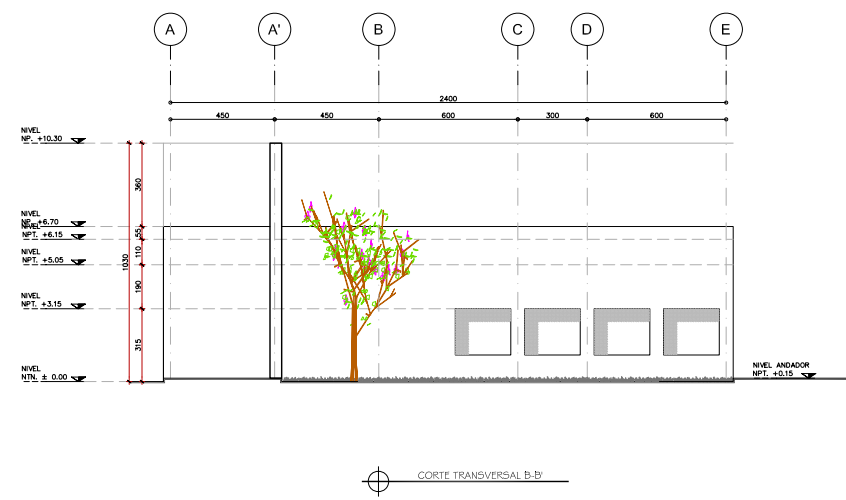 A A' B C D E
2400
450 450 600 300 600
NIVEL
NP. +10.30
360
NIVEL
NP. +6.70
NIVEL
NPT. +6.15
55
110
NIVEL
NPT. +5.05
1030
190
NIVEL
NPT. +3.15
315
NIVEL
NTN. ± 0.00
NIVEL ANDADOR
NPT. +0.15
CORTE TRANSVERSAL B-B'